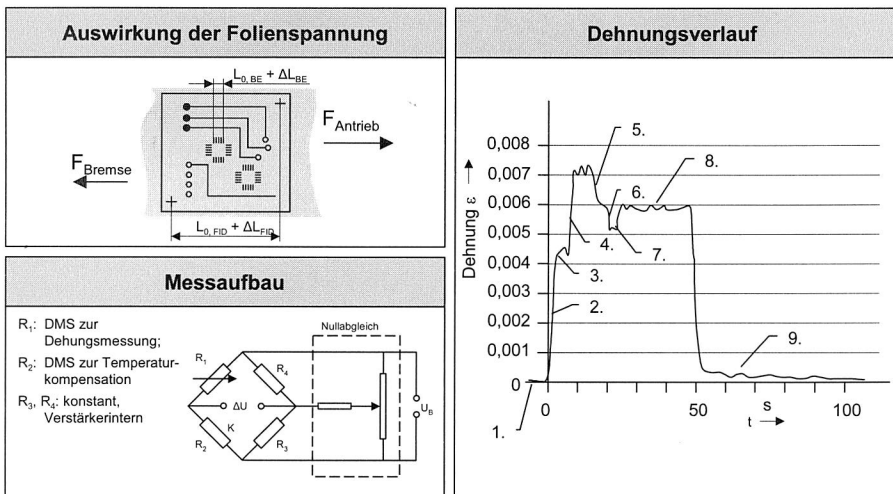 Auswirkung der Folienspannung
L0, BE + ΔLBE
FAntrieb
FBremse
L0, FID + ΔLFID
Messaufbau
R1: DMS zur
Dehungsmessung;
R2: DMS zur Temperatur-
kompensation
R3, R4: konstant,
Verstärkerintern
Nullabgleich
R1
R4
ΔU
K
R2
R3
UB
Dehnungsverlauf
Dehnung ε
0,008
0,007
0,006
0,005
0,004
0,003
0,002
0,001
0
1.
2.
3.
4.
5.
6.
7.
8.
9.
0
50
s
100
t